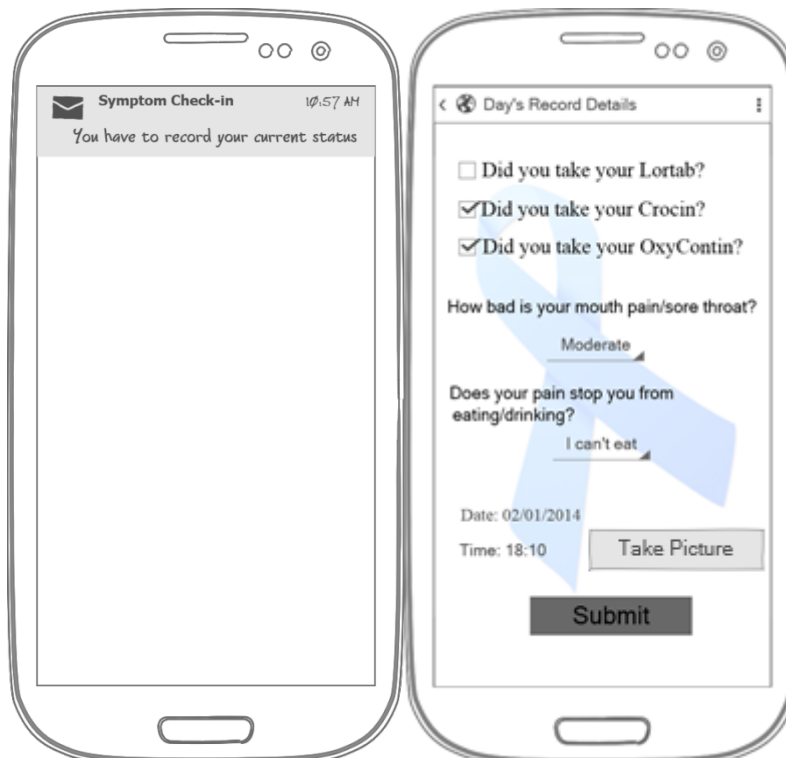 Symptom Check-in 10:57 AM
You have to record your current status
Day's Record Details
Did you take your Lortab?
Did you take your Crocin?
Did you take your OxyContin?
How bad is your mouth pain/sore throat?
Moderate
Does your pain stop you from
eating/drinking?
I can't eat
Date: 02/01/2014
Time: 18:10
Take Picture
Submit